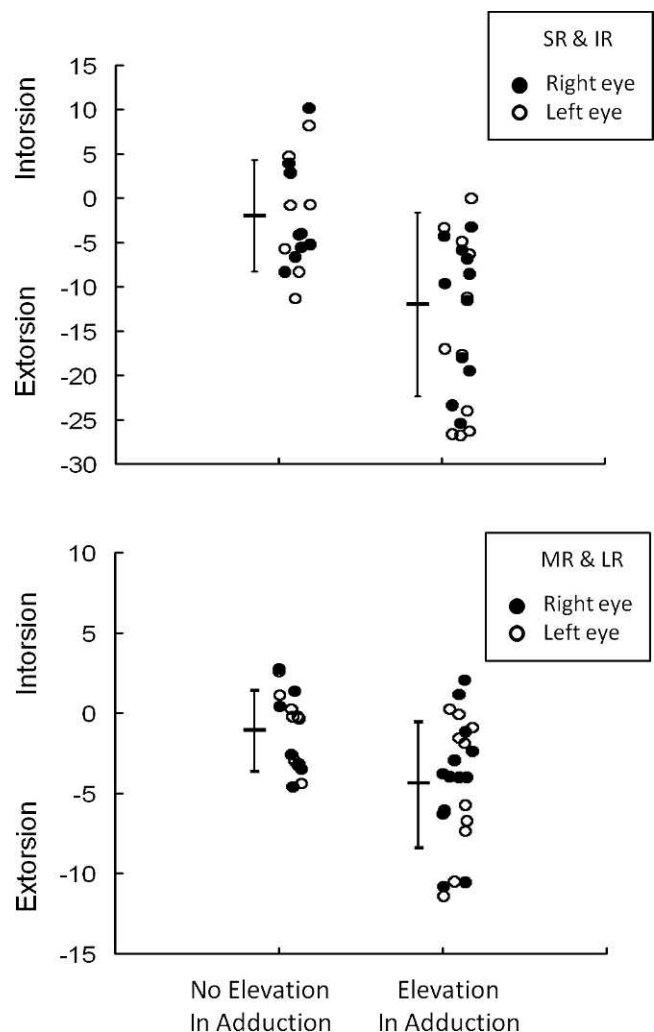 SR & IR
Right eye
Left eye
15
10
5
0
-5
-10
-15
-20
-25
-30
Intorsion
Extorsion
MR & LR
Right eye
Left eye
10
5
0
-5
-10
-15
Intorsion
Extorsion
No Elevation
In Adduction
Elevation
In Adduction